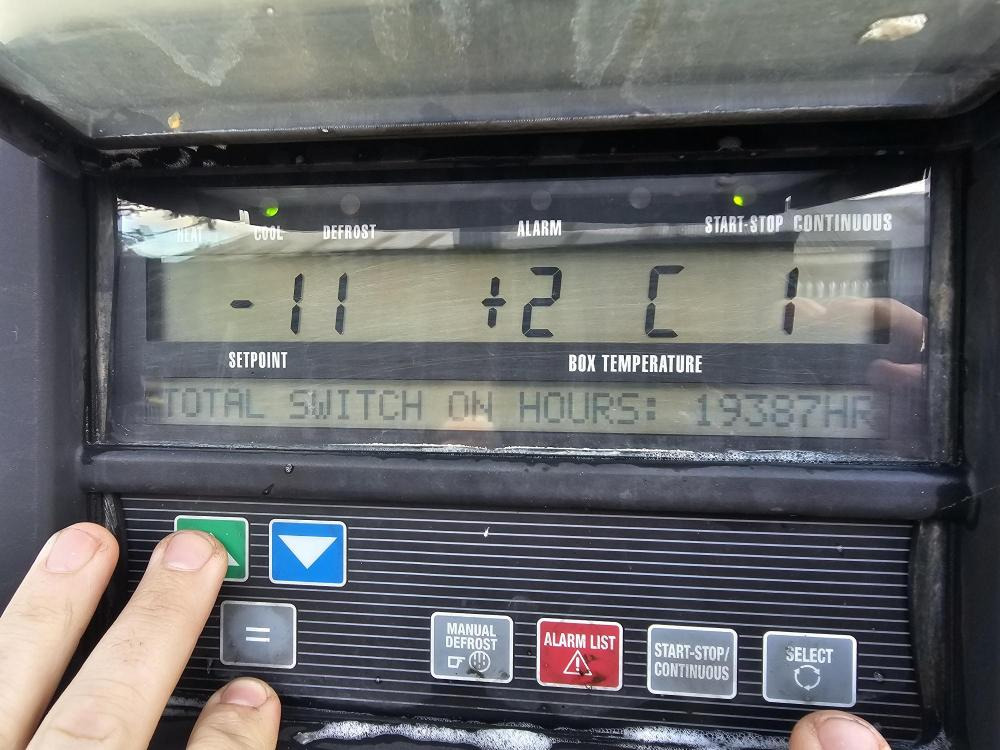 HEAT COOL DEFROST ALARM START-STOP CONTINUOUS
-11 +2 C 1
SETPOINT BOX TEMPERATURE
TOTAL SWITCH ON HOURS: 19387HR
=
MANUAL DEFROST
ALARM LIST
START-STOP/
CONTINUOUS
SELECT